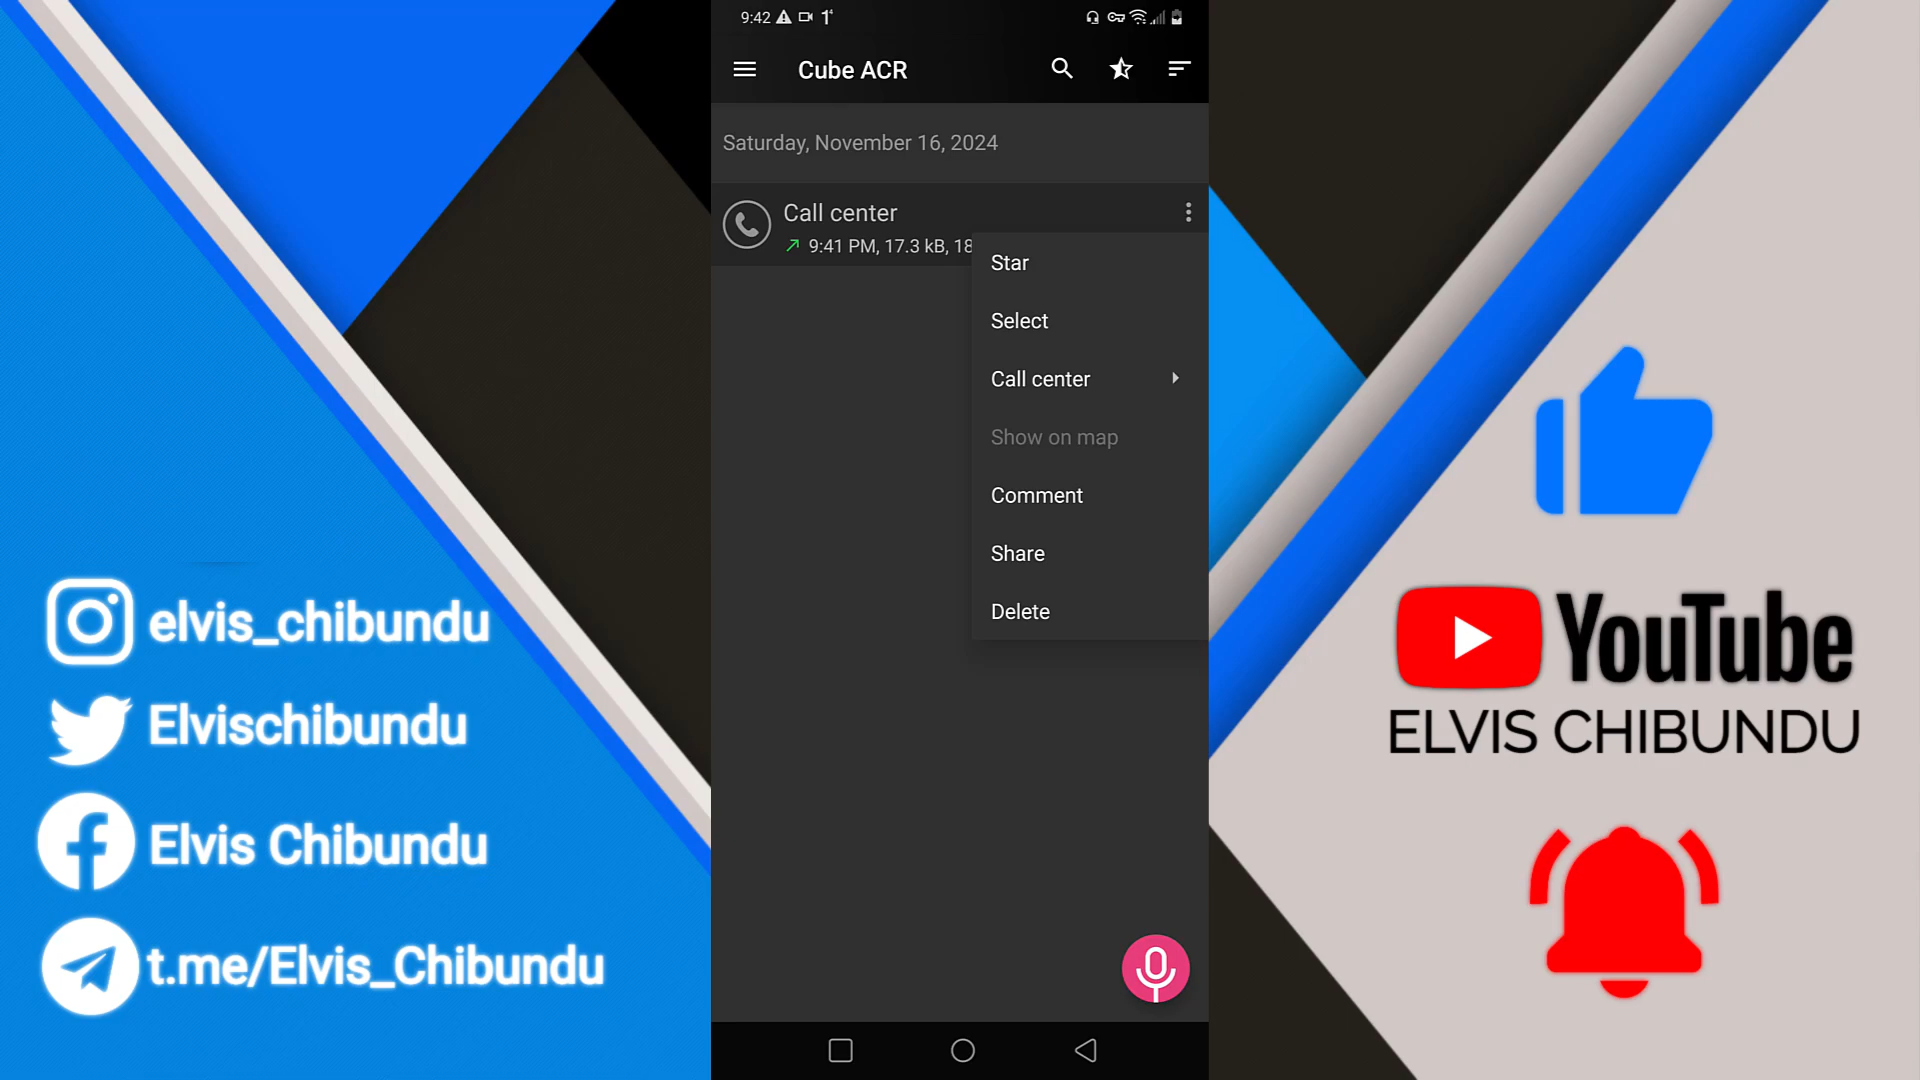 9:42
Cube ACR
Saturday, November 16, 2024
Call center
9:41 PM, 17.3 kB, 18
Star
Select
Call center
Show on map
Comment
Share
Delete
elvis_chibundu
Elvischibundu
Elvis Chibundu
t.me/Elvis_Chibundu
YouTube
ELVIS CHIBUNDU